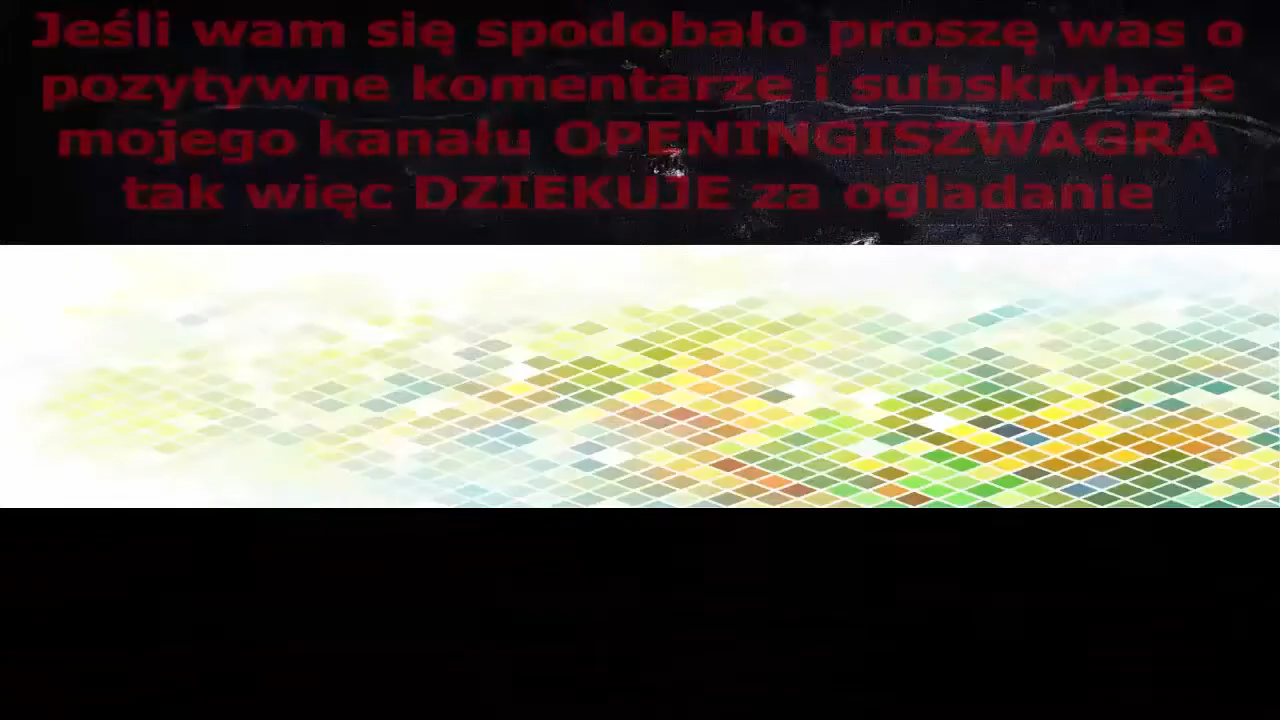 Jeśli wam się spodobało proszę was o
pozytywne komentarze i subskrybcje
mojego kanału OPENINGISZWAGRA
tak więc DZIEKUJE za ogladanie